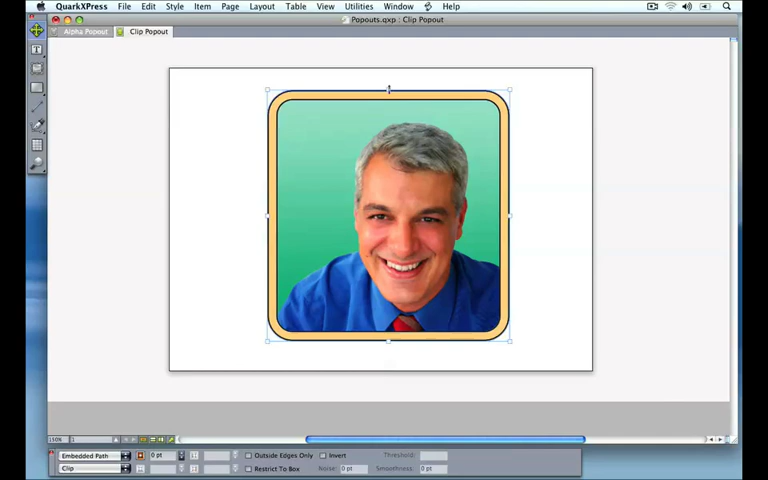 QuarkXPress File Edit Style Item Page Layout Table View Utilities Window Help
Popouts.qxp : Clip Popout
Alpha Popout Clip Popout
150% 1
Embedded Path 0 pt Outside Edges Only Invert Threshold:
Clip Restrict To Box Noise: 0 pt Smoothness: 0 pt